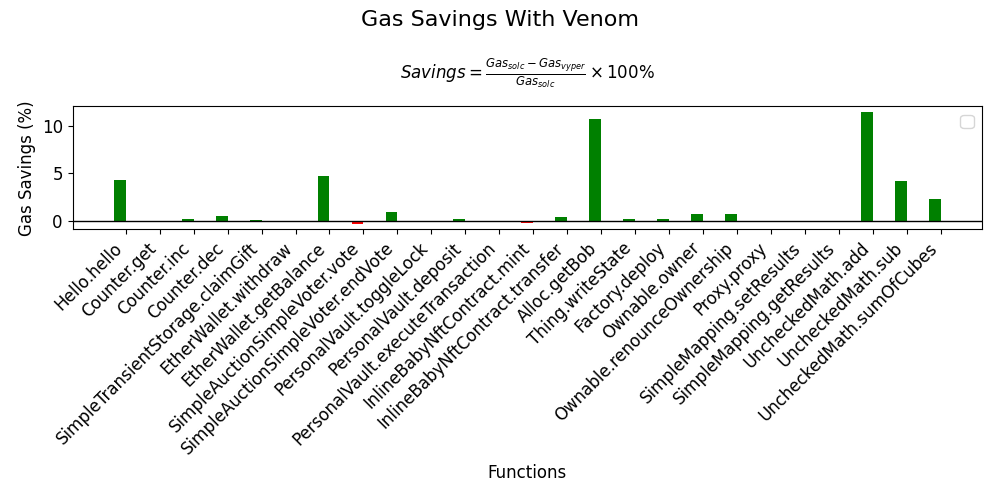 Gas Savings With Venom
Savings = Gas_solc − Gas_vyper / Gas_solc × 100%
Gas Savings (%)
10
5
0
Hello.hello
Counter.get
Counter.inc
Counter.dec
SimpleTransientStorage.claimGift
EtherWallet.withdraw
EtherWallet.getBalance
SimpleAuctionSimpleVoter.vote
SimpleAuctionSimpleVoter.endVote
PersonalVault.toggleLock
PersonalVault.deposit
PersonalVault.executeTransaction
InlineBabyNftContract.mint
InlineBabyNftContract.transfer
Alloc.getBob
Thing.writeState
Factory.deploy
Ownable.owner
Ownable.renounceOwnership
Proxy.proxy
SimpleMapping.setResults
SimpleMapping.getResults
UncheckedMath.add
UncheckedMath.sub
UncheckedMath.sumOfCubes
Functions